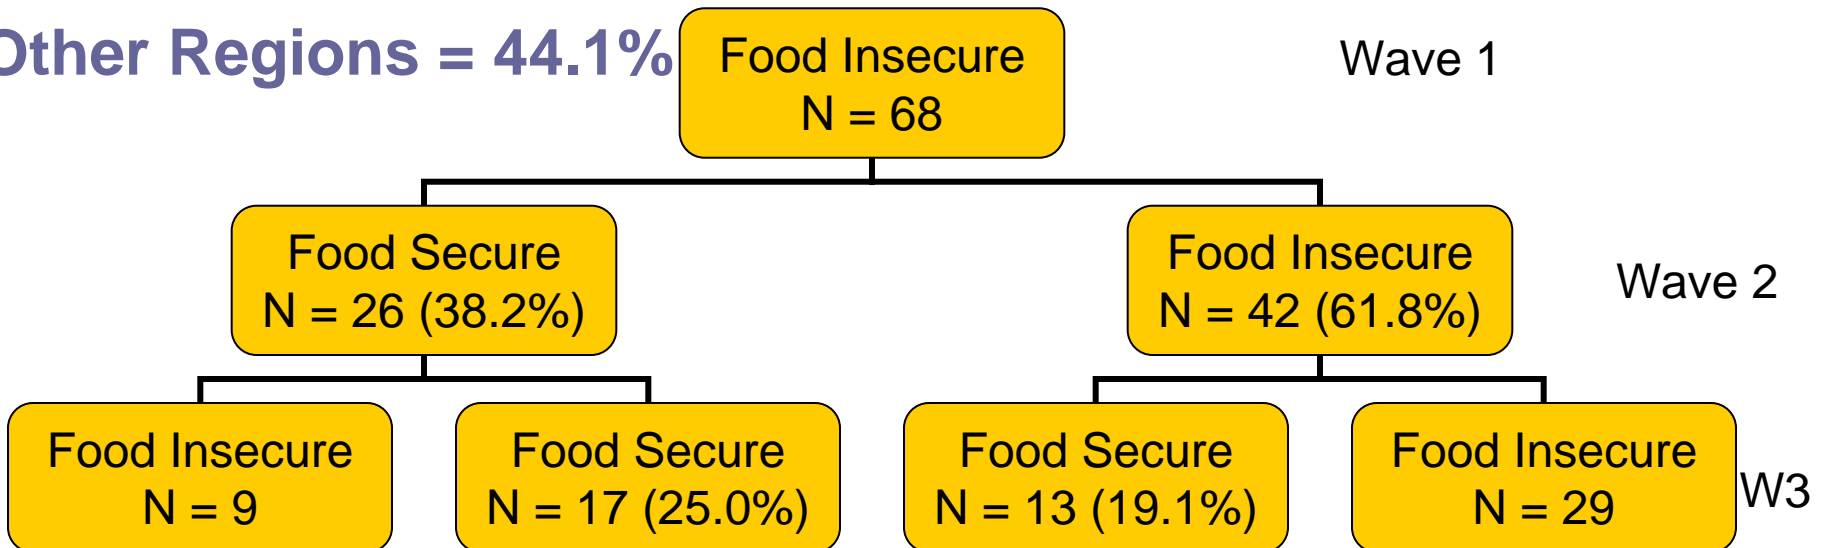 Other Regions = 44.1%
Food Insecure
N = 68
Wave 1
Food Secure
N = 26 (38.2%)
Food Insecure
N = 42 (61.8%)
Wave 2
Food Insecure
N = 9
Food Secure
N = 17 (25.0%)
Food Secure
N = 13 (19.1%)
Food Insecure
N = 29
W3